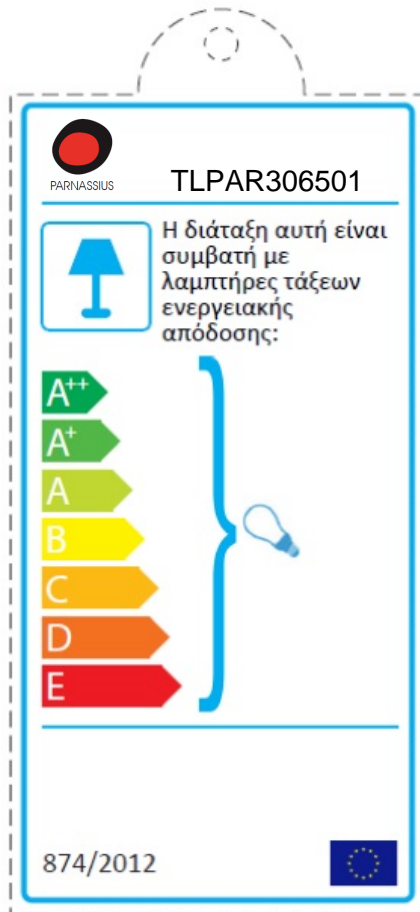 PARNASSIUS
TLPAR306501
Η διάταξη αυτή είναι
συμβατή με
λαμπτήρες τάξεων
ενεργειακής
απόδοσης:
A++
A+
A
B
C
D
E
874/2012